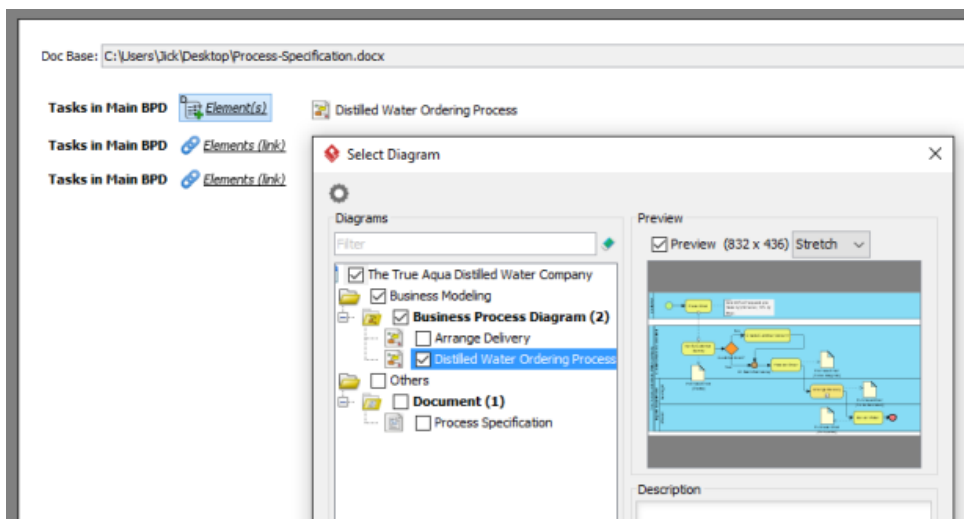 Doc Base: C:\Users\Jick\Desktop\Process-Specification.docx
Tasks in Main BPD Element(s) Distilled Water Ordering Process
Tasks in Main BPD Elements (link)
Tasks in Main BPD Elements (link)
Select Diagram
Diagrams
Filter
The True Aqua Distilled Water Company
Business Modeling
Business Process Diagram (2)
Arrange Delivery
Distilled Water Ordering Process
Others
Document (1)
Process Specification
Preview
Preview (832 x 436) Stretch
Description